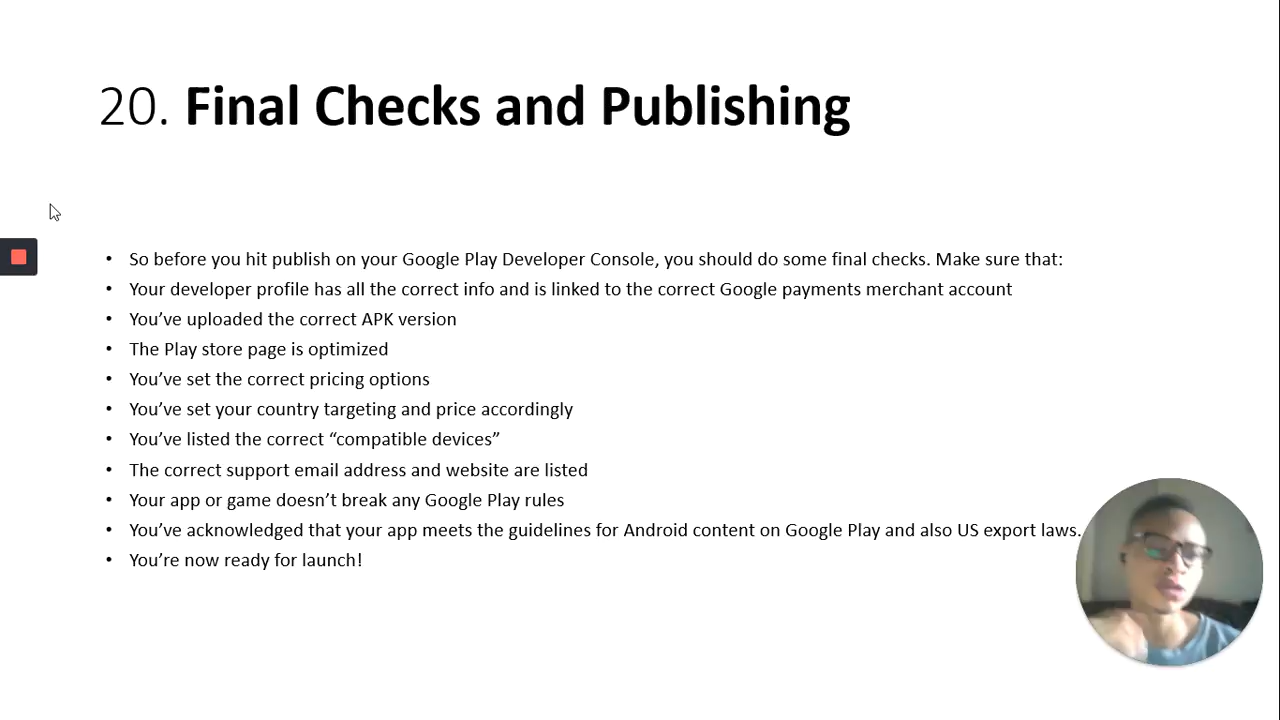 20. Final Checks and Publishing
• So before you hit publish on your Google Play Developer Console, you should do some final checks. Make sure that:
• Your developer profile has all the correct info and is linked to the correct Google payments merchant account
• You’ve uploaded the correct APK version
• The Play store page is optimized
• You’ve set the correct pricing options
• You’ve set your country targeting and price accordingly
• You’ve listed the correct “compatible devices”
• The correct support email address and website are listed
• Your app or game doesn’t break any Google Play rules
• You’ve acknowledged that your app meets the guidelines for Android content on Google Play and also US export laws.
• You’re now ready for launch!